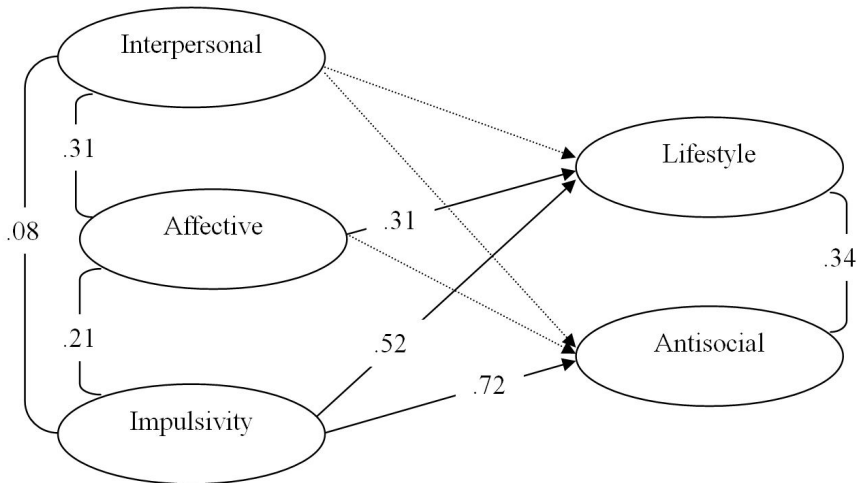 Interpersonal
.31
Affective
.08
.21
Impulsivity
.31
.52
.72
Lifestyle
.34
Antisocial